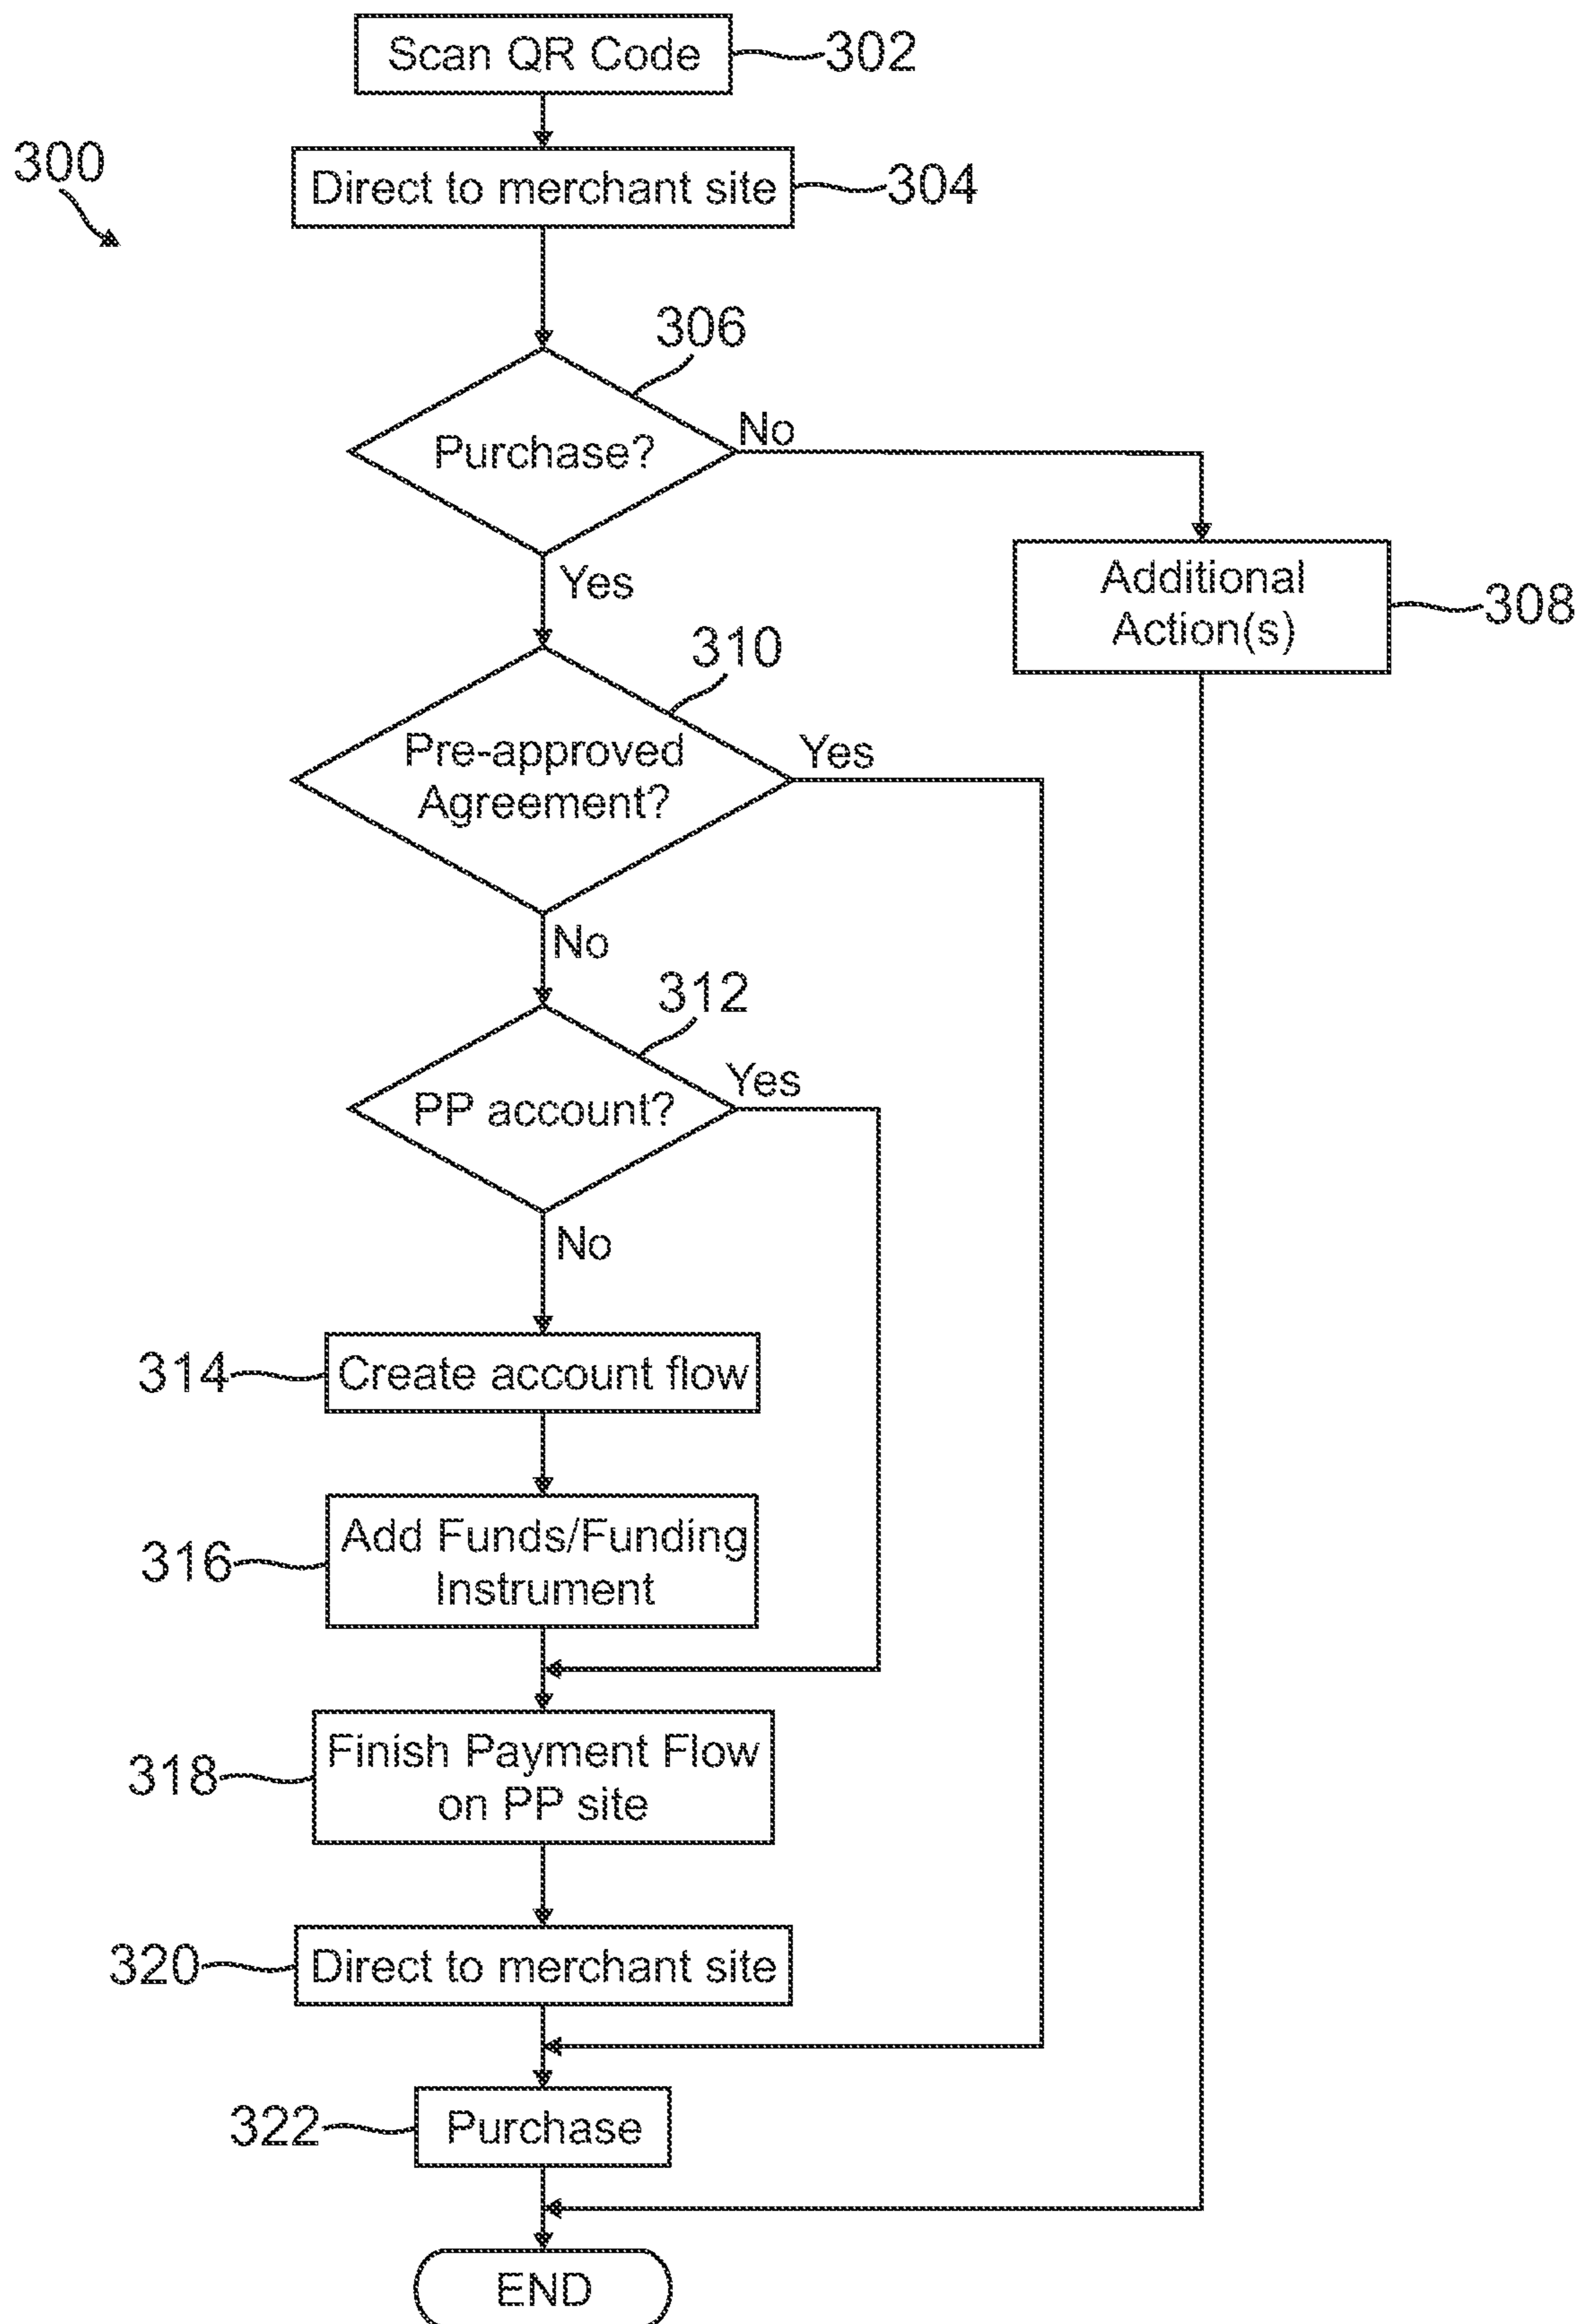 Scan QR Code
302
300
Direct to merchant site
304
306
Purchase?
No
Yes
Additional
Action(s)
308
310
Pre-approved
Agreement?
Yes
No
312
PP account?
Yes
No
314
Create account flow
316
Add Funds/Funding
Instrument
318
Finish Payment Flow
on PP site
320
Direct to merchant site
322
Purchase
END